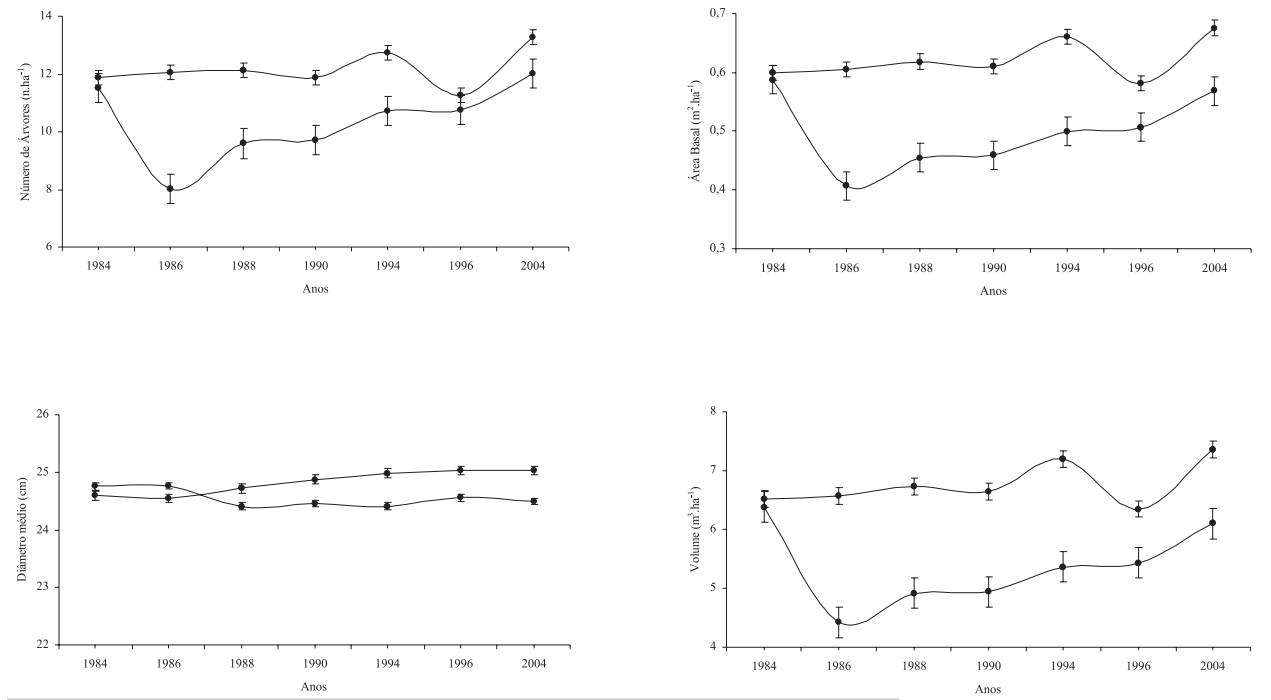 14
12
10
8
6
Número de Árvores (n.ha-1)
1984 1986 1988 1990 1994 1996 2004
Anos
0,7
0,6
0,5
0,4
0,3
Área Basal (m2.ha-1)
1984 1986 1988 1990 1994 1996 2004
Anos
26
25
24
23
22
Diâmetro médio (cm)
1984 1986 1988 1990 1994 1996 2004
Anos
8
7
6
5
4
Volume (m3.ha-1)
1984 1986 1988 1990 1994 1996 2004
Anos